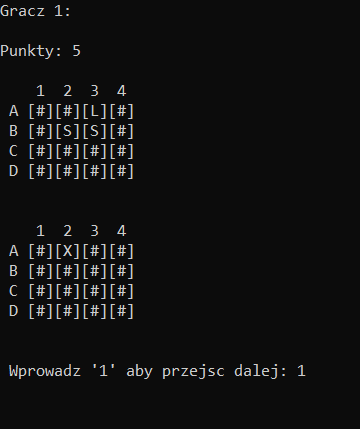 Gracz 1:
Punkty: 5
1 2 3 4
A [#][#][L][#]
B [#][S][S][#]
C [#][#][#][#]
D [#][#][#][#]
1 2 3 4
A [#][X][#][#]
B [#][#][#][#]
C [#][#][#][#]
D [#][#][#][#]
Wprowadz '1' aby przejsc dalej: 1